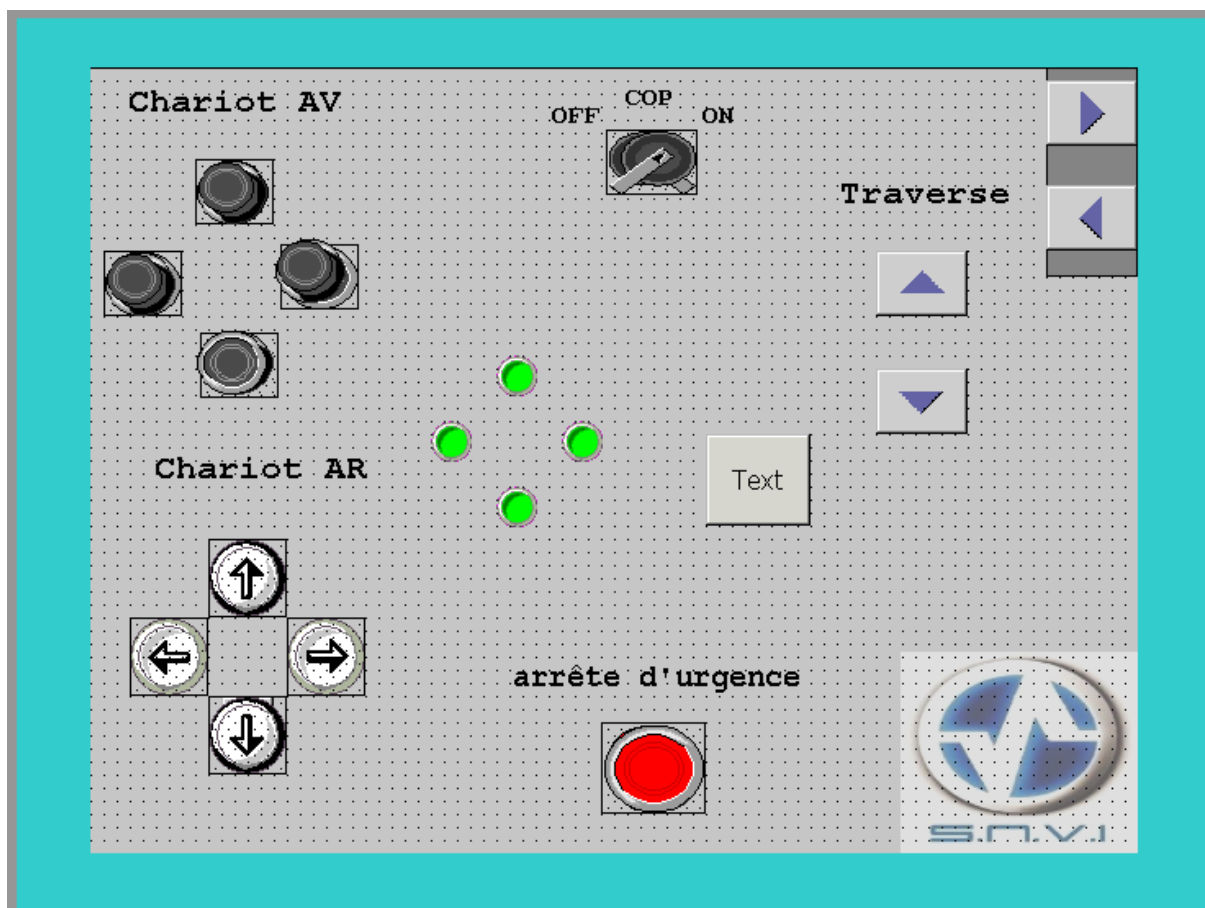 Chariot AV
COP
OFF
ON
Traverse
Chariot AR
Text
arrête d'urgence
S.N.V.I